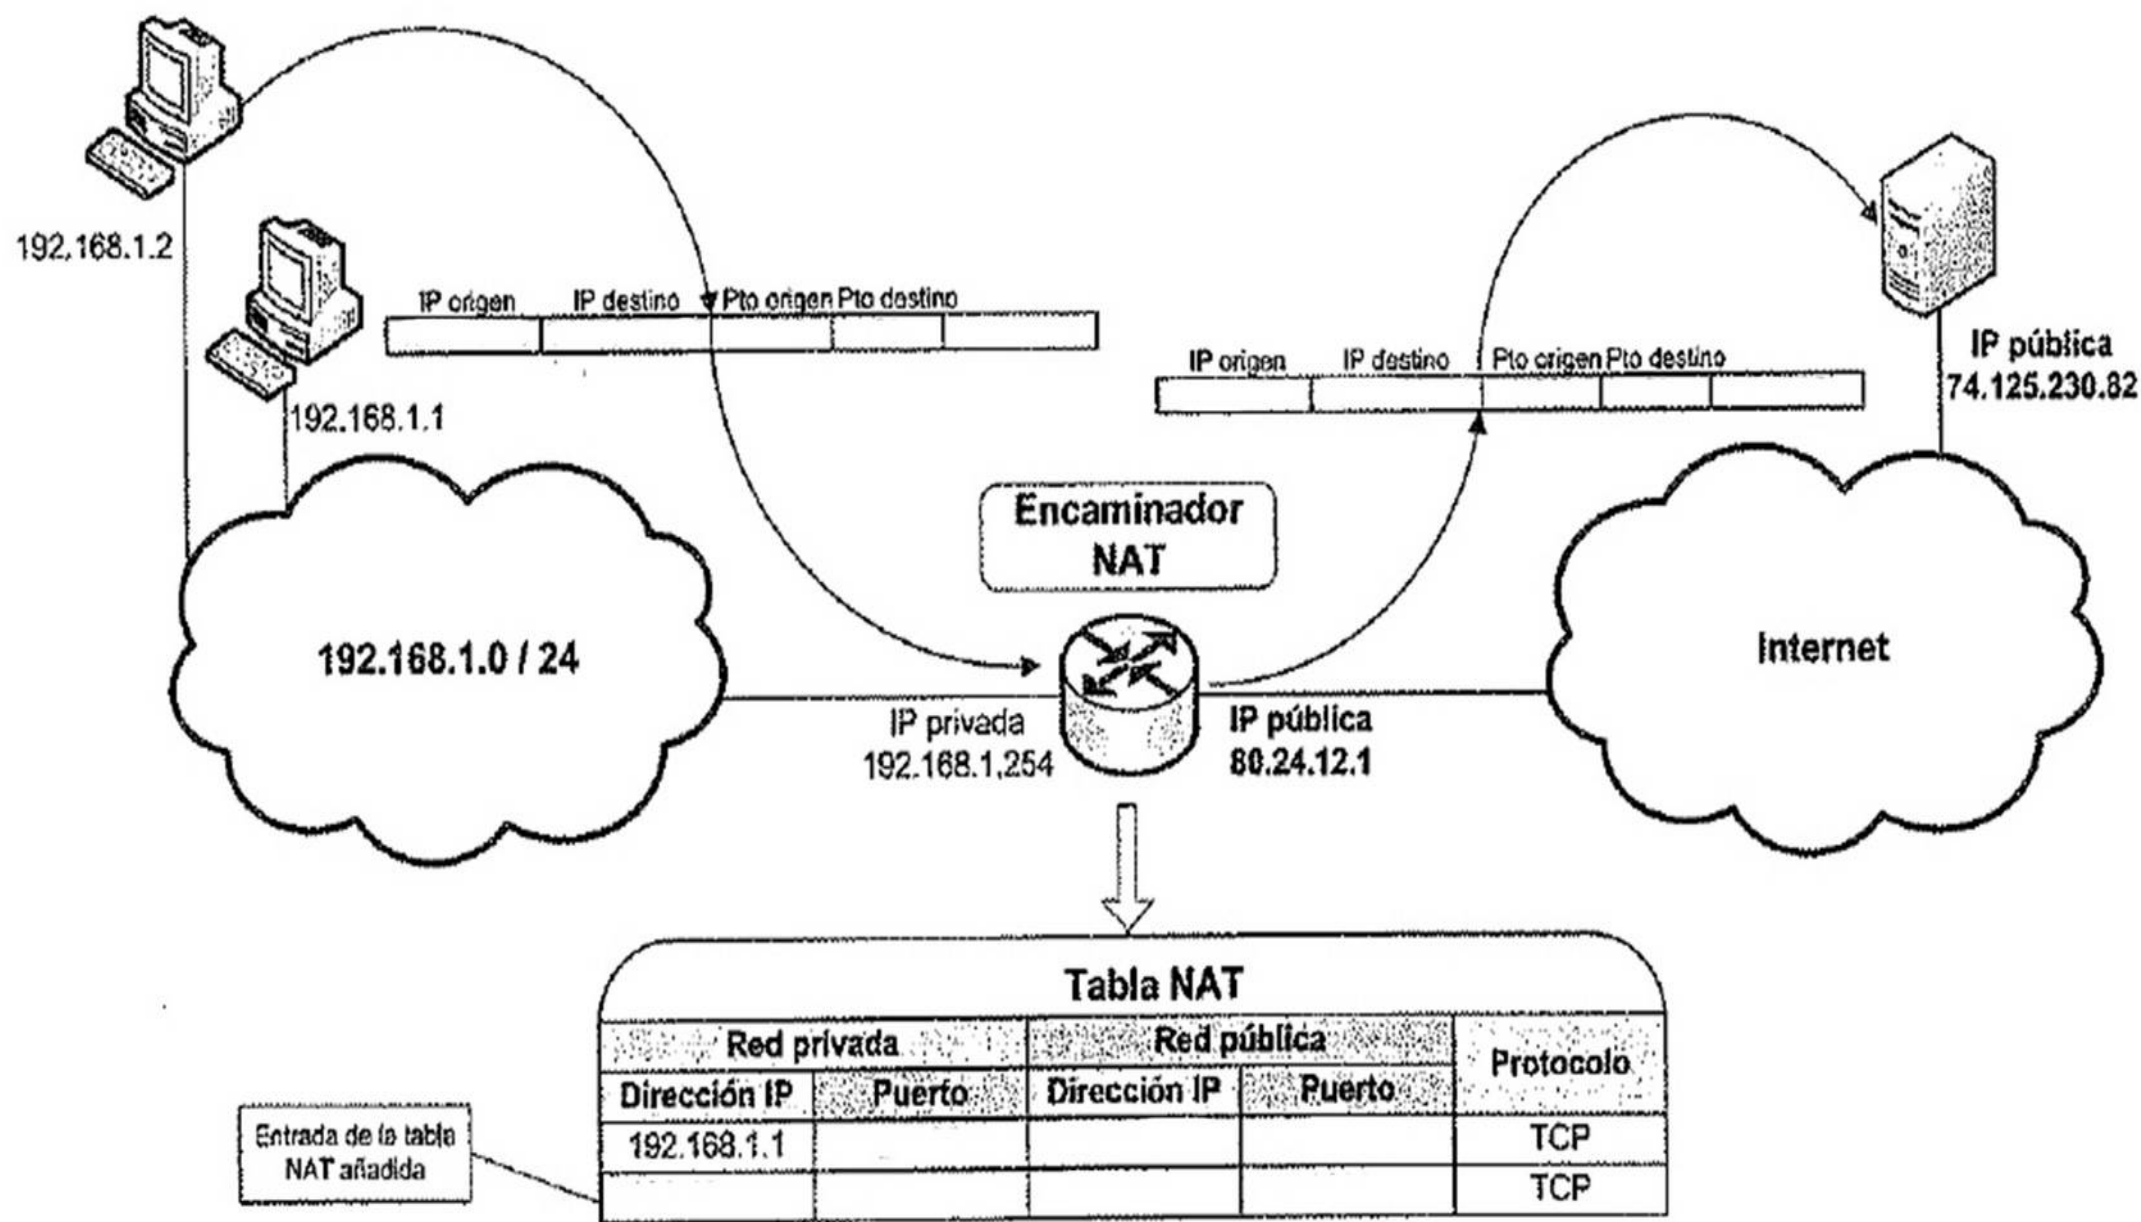 192.168.1.2
192.168.1.1
IP origen IP destino Pto origen Pto destino
IP origen IP destino Pto origen Pto destino
IP pública
74.125.230.82
Encaminador
NAT
192.168.1.0 / 24
Internet
IP privada
192.168.1.254
IP pública
80.24.12.1
Tabla NAT
Red privada Red pública Protocolo
Dirección IP Puerto Dirección IP Puerto
192.168.1.1 TCP
TCP
Entrada de la tabla
NAT añadida